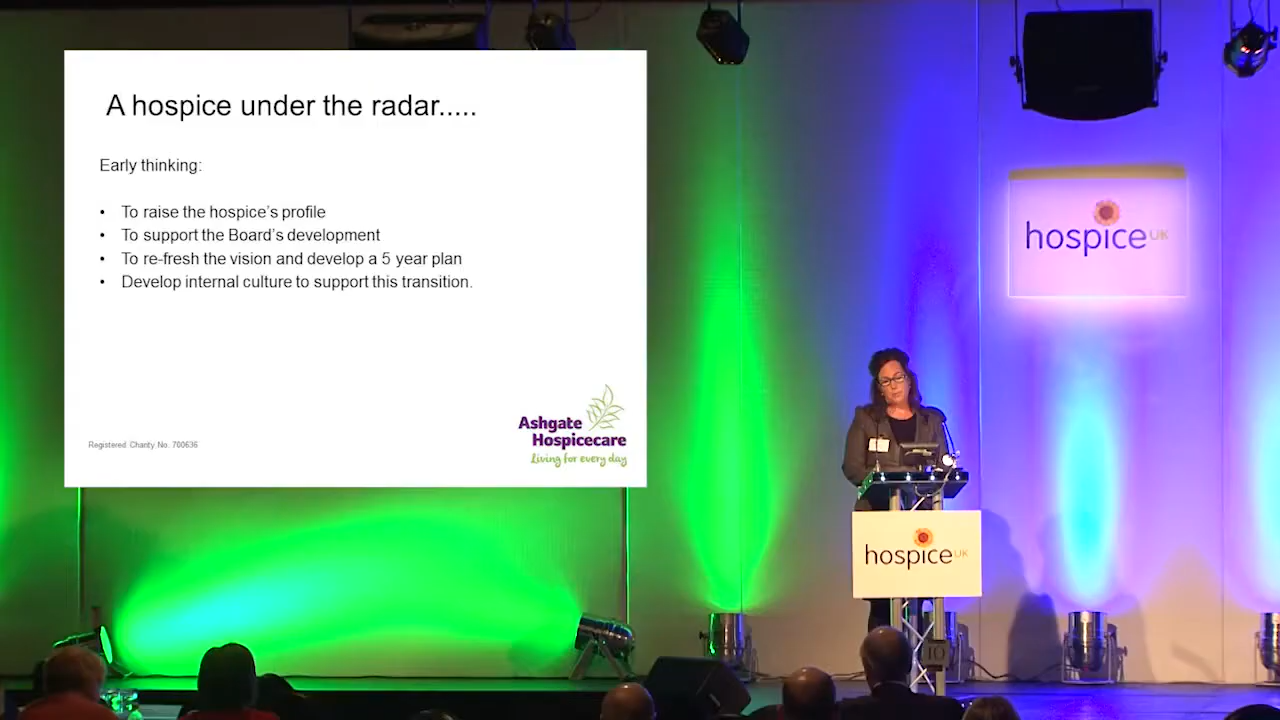 A hospice under the radar.....
Early thinking:
• To raise the hospice's profile
• To support the Board's development
• To re-fresh the vision and develop a 5 year plan
• Develop internal culture to support this transition.
Registered Charity No. 700636
Ashgate
Hospicecare
Living for every day
hospice UK
hospice UK
10